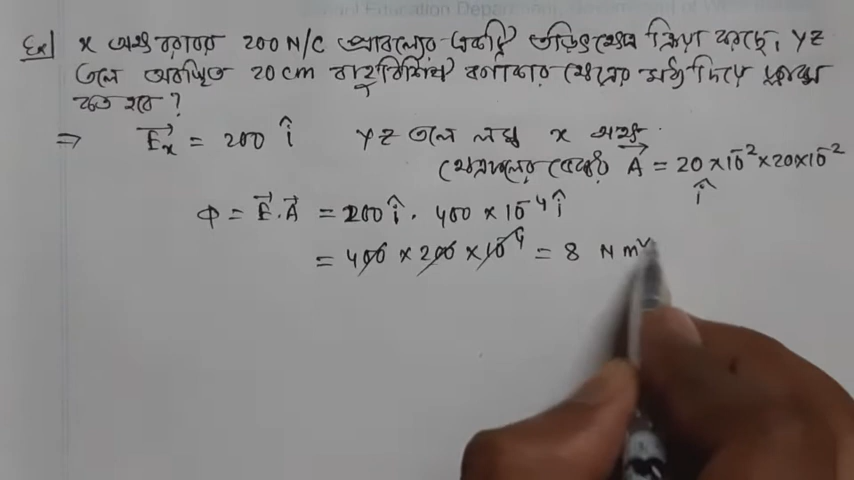 Ex| x অক্ষ বরাবর 200 N/C প্রাবল্যের একটি তড়িৎক্ষেত্র ক্রিয়া করছে, YZ
তলে অবস্থিত 20 cm বাহুবিশিষ্ট বর্গাকার ক্ষেত্রের মধ্য দিয়ে ফ্লাক্স
কত হবে ?
⇒ E⃗x = 200 î YZ তলে লম্ব x অক্ষ.
ক্ষেত্রফলের ভেক্টর A⃗ = 20×10⁻²×20×10⁻²
î
Φ = E⃗.A⃗ = 200 î . 400 × 10⁻⁴ î
= 400 × 200 × 10⁻⁴ = 8 N m²